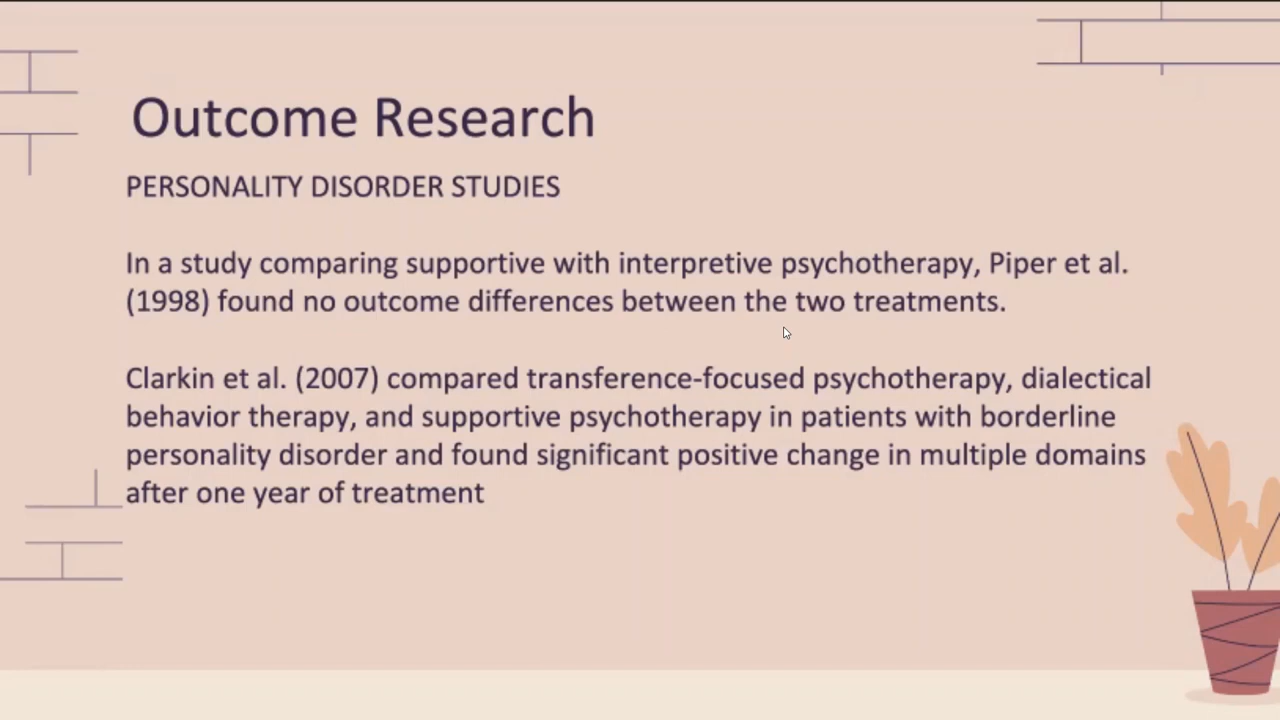 Outcome Research
PERSONALITY DISORDER STUDIES
In a study comparing supportive with interpretive psychotherapy, Piper et al.
(1998) found no outcome differences between the two treatments.
Clarkin et al. (2007) compared transference-focused psychotherapy, dialectical
behavior therapy, and supportive psychotherapy in patients with borderline
personality disorder and found significant positive change in multiple domains
after one year of treatment